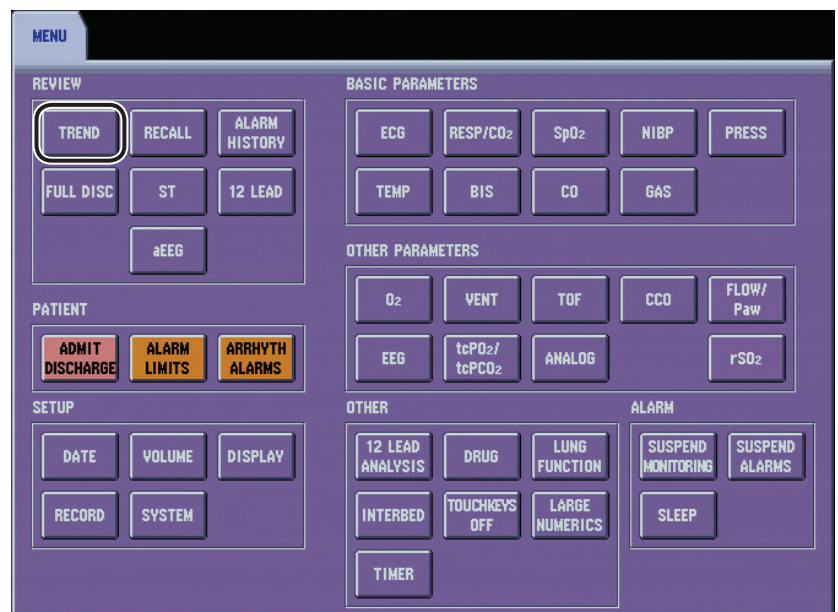 MENU
REVIEW
TREND
RECALL
ALARM
HISTORY
FULL DISC
ST
12 LEAD
aEEG
PATIENT
ADMIT
DISCHARGE
ALARM
LIMITS
ARRHYTH
ALARMS
SETUP
DATE
VOLUME
DISPLAY
RECORD
SYSTEM
BASIC PARAMETERS
ECG
RESP/CO2
SpO2
NIBP
PRESS
TEMP
BIS
CO
GAS
OTHER PARAMETERS
O2
VENT
TOF
CCO
FLOW/
Paw
EEG
tcPO2/
tcPCO2
ANALOG
rSO2
OTHER
12 LEAD
ANALYSIS
DRUG
LUNG
FUNCTION
INTERBED
TOUCHKEYS
OFF
LARGE
NUMERICS
TIMER
ALARM
SUSPEND
MONITORING
SUSPEND
ALARMS
SLEEP